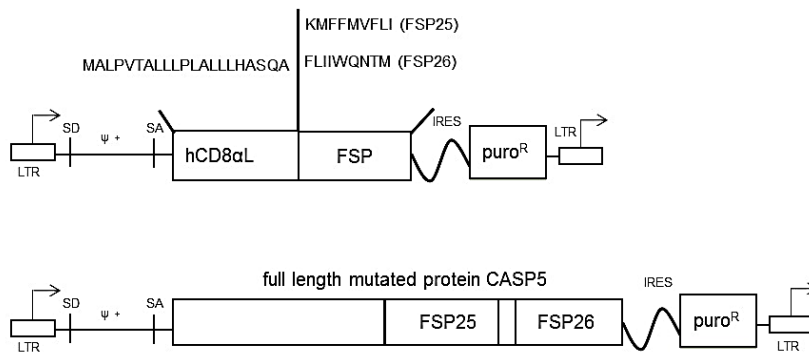 KMFFMVFLI (FSP25)
MALPVTALLLPLALLLHASQA FLIIWQNTM (FSP26)
SD ψ + SA hCD8αL FSP IRES puroᴿ LTR
LTR
full length mutated protein CASP5
SD ψ + SA FSP25 FSP26 IRES puroᴿ
LTR LTR